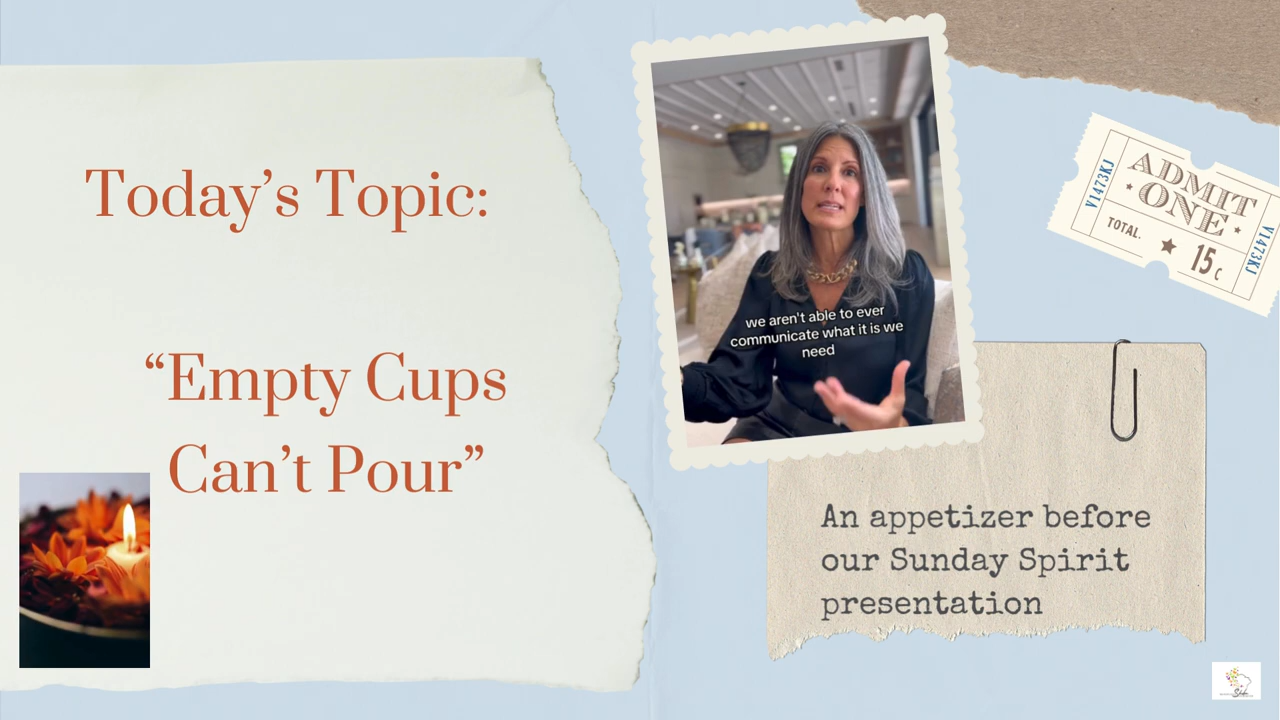 Today's Topic:
“Empty Cups
Can't Pour”
we aren't able to ever
communicate what it is we
need
ADMIT
ONE
TOTAL.
15c
V1473KJ
V1473KJ
An appetizer before
our Sunday Spirit
presentation